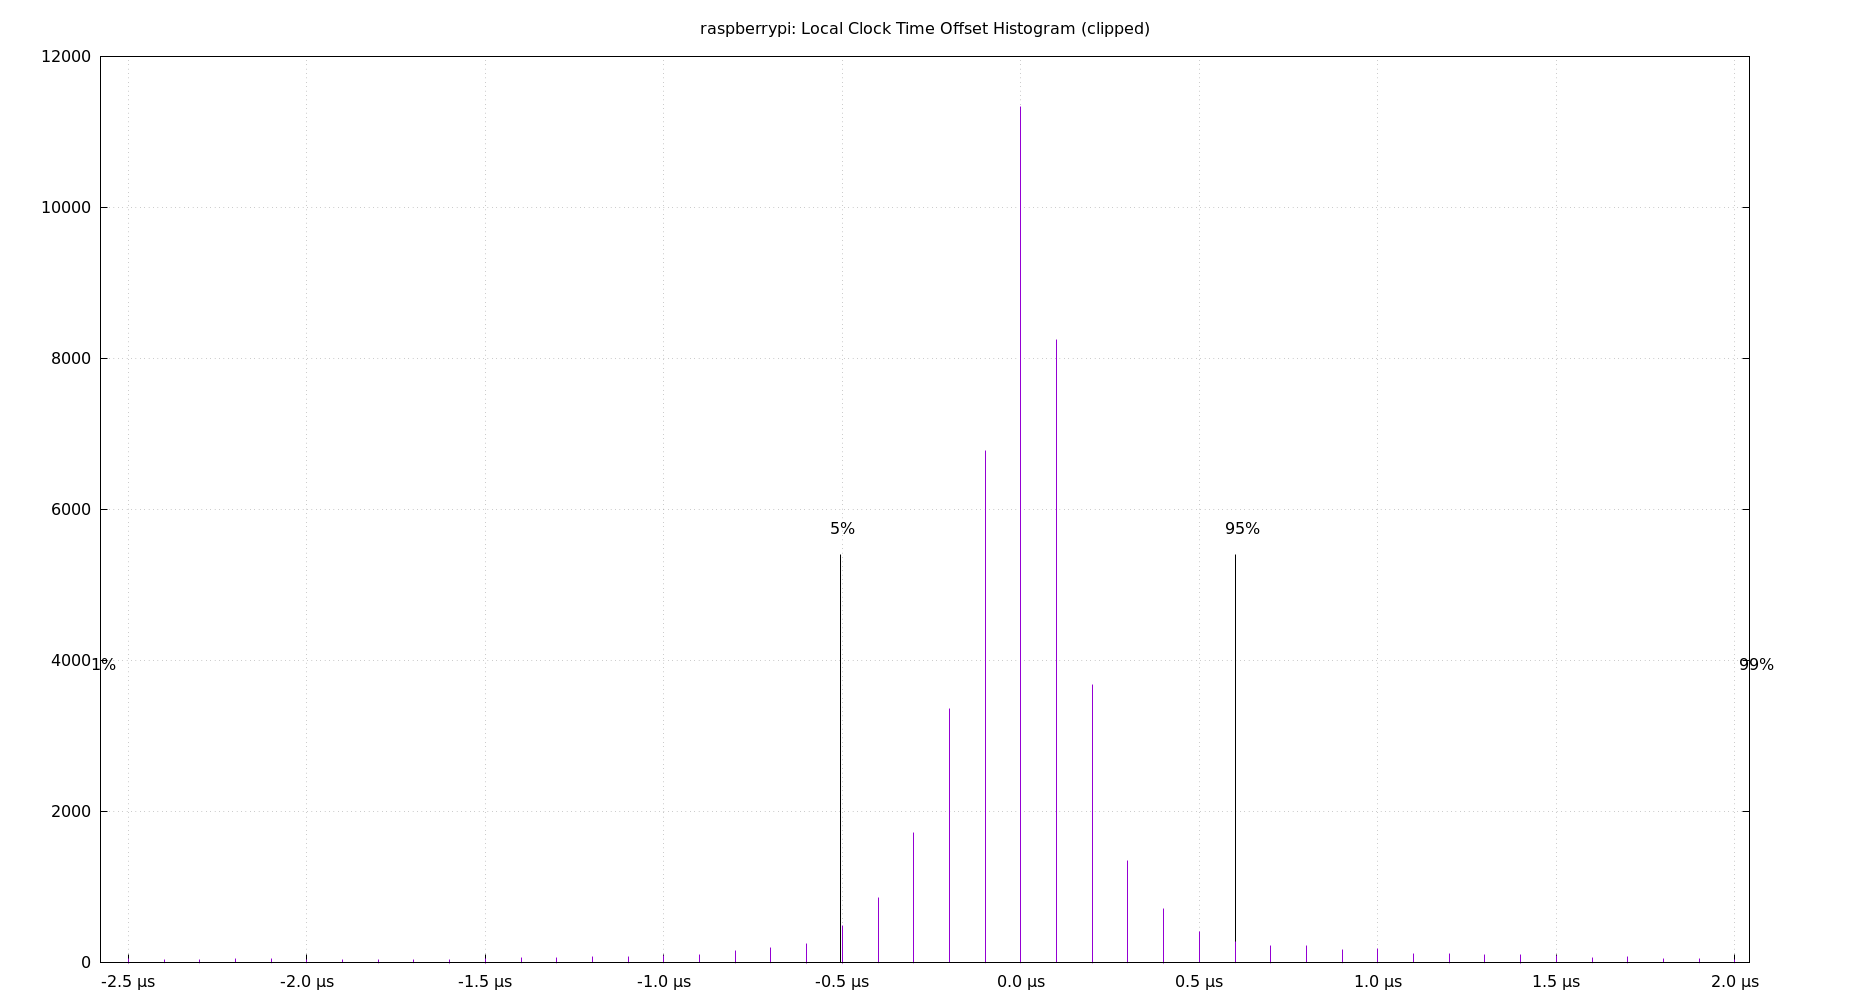 raspberrypi: Local Clock Time Offset Histogram (clipped)
12000
10000
8000
6000
5% 95%
4000 1% 99%
2000
0
-2.5 µs -2.0 µs -1.5 µs -1.0 µs -0.5 µs 0.0 µs 0.5 µs 1.0 µs 1.5 µs 2.0 µs